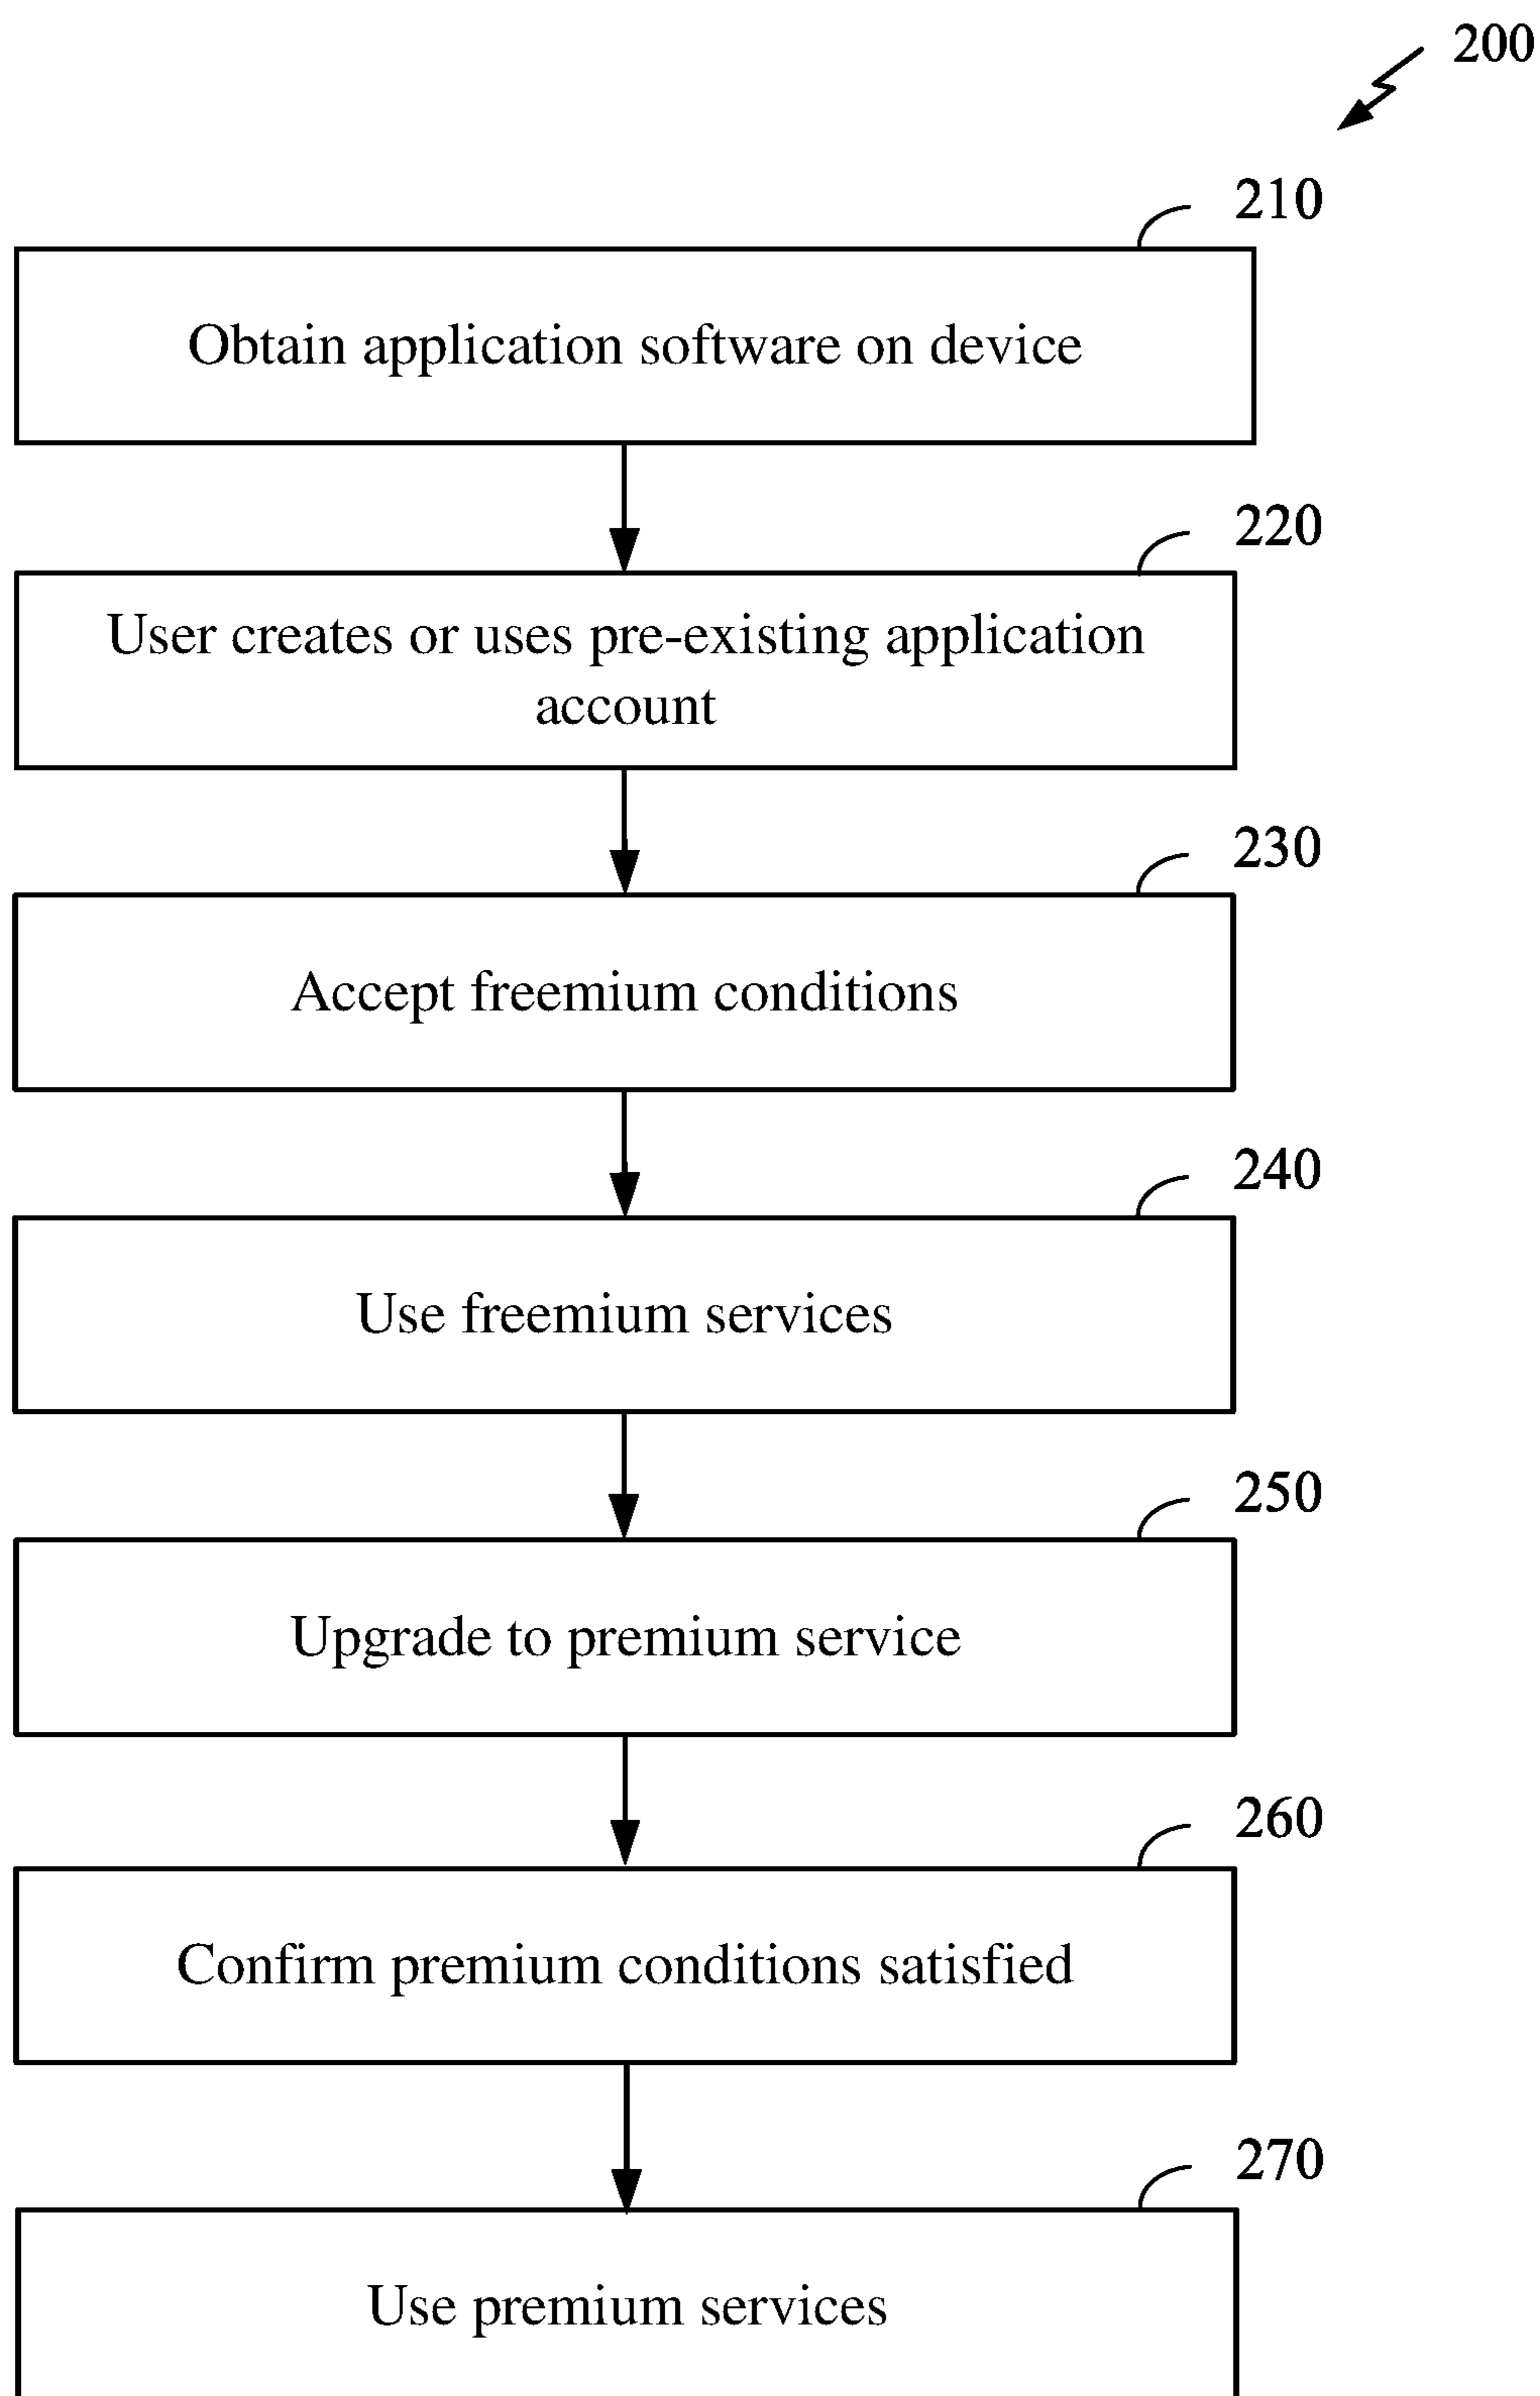 200
210
Obtain application software on device
220
User creates or uses pre-existing application
account
230
Accept freemium conditions
240
Use freemium services
250
Upgrade to premium service
260
Confirm premium conditions satisfied
270
Use premium services